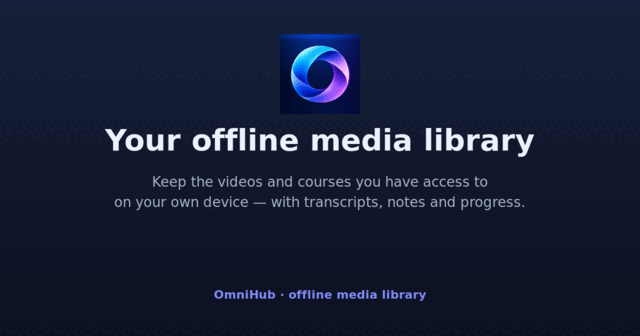 Your offline media library
Keep the videos and courses you have access to
on your own device — with transcripts, notes and progress.
OmniHub · offline media library